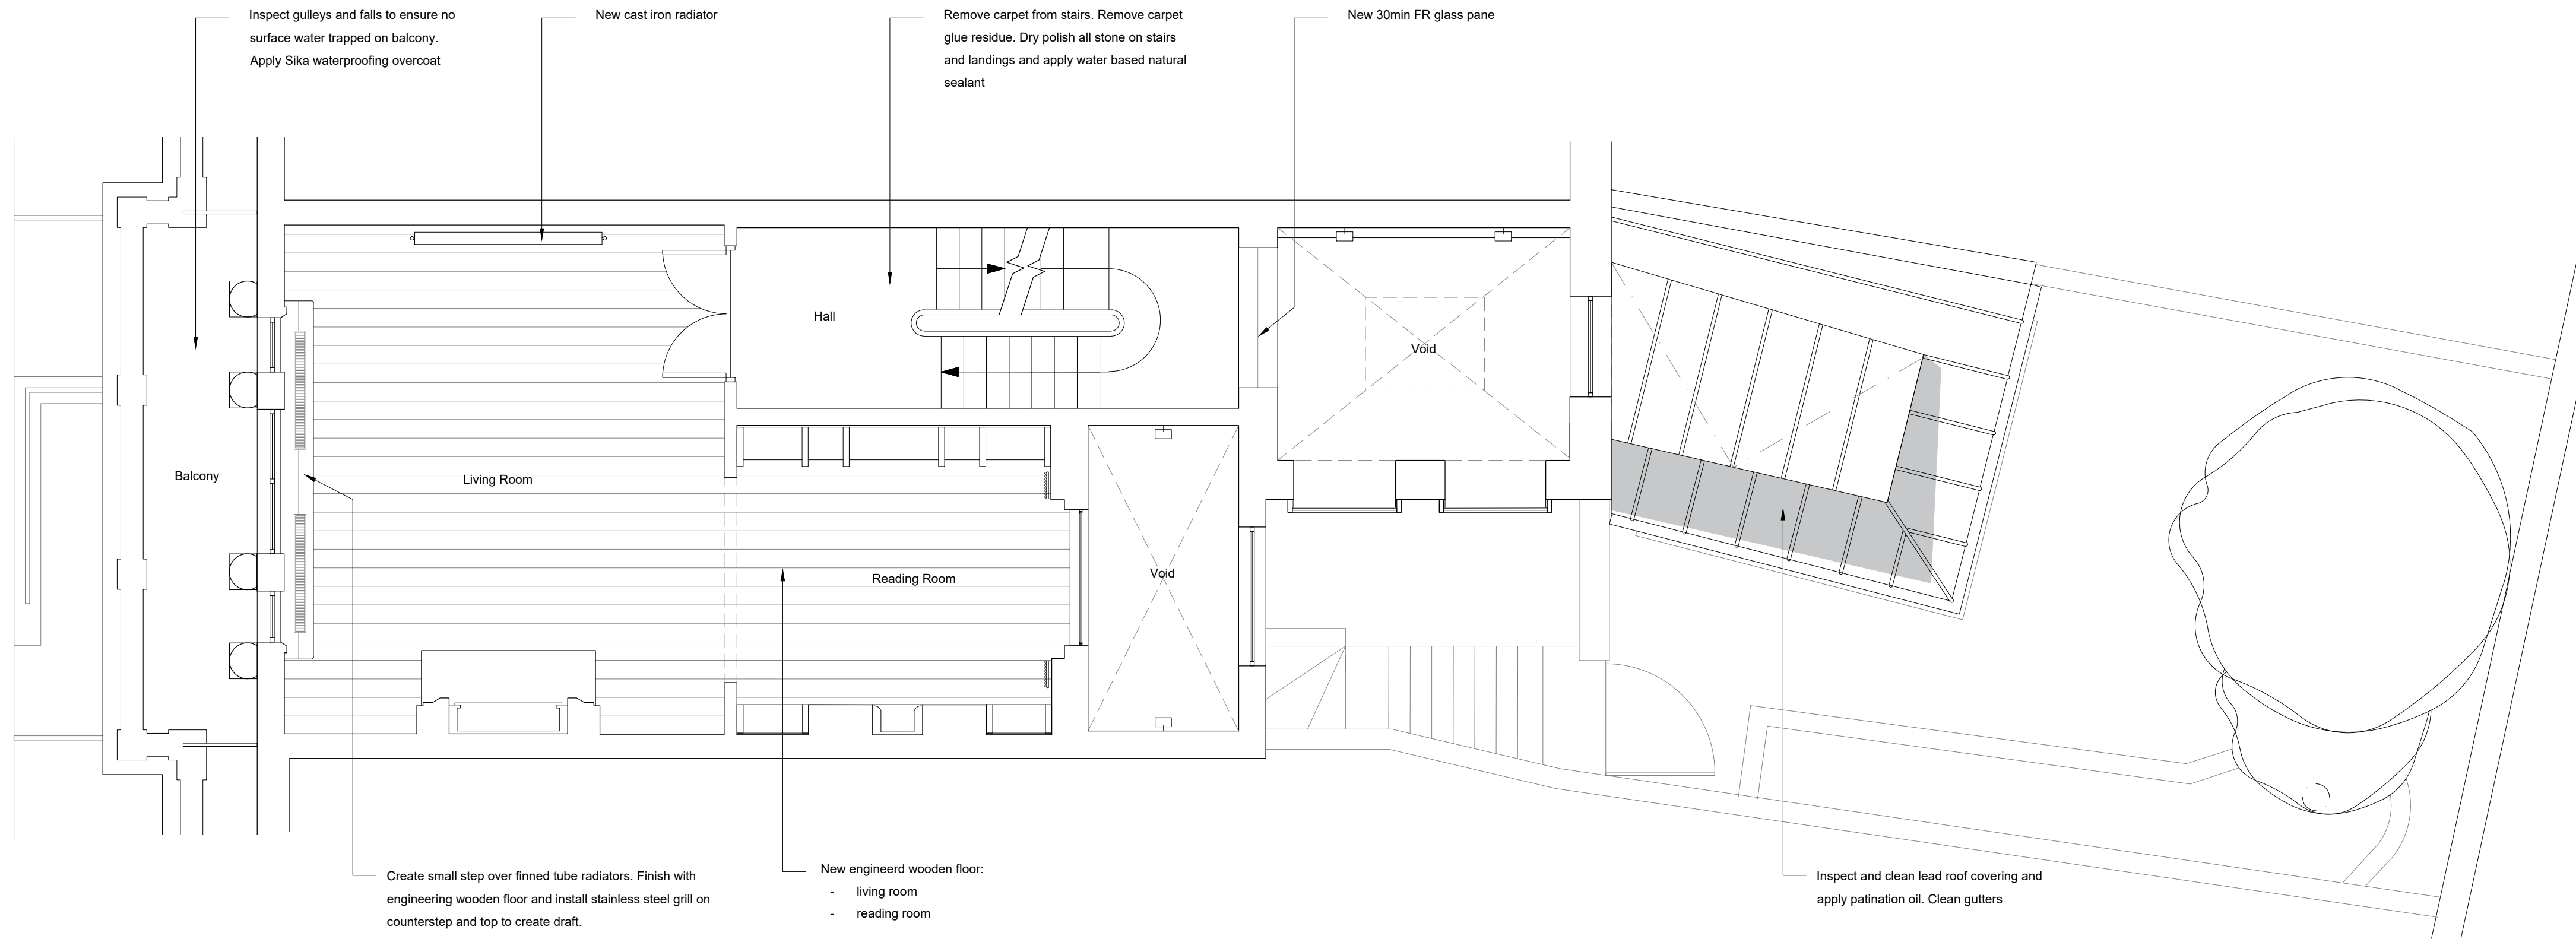 Inspect gulleys and falls to ensure no
surface water trapped on balcony.
Apply Sika waterproofing overcoat
New cast iron radiator
Remove carpet from stairs. Remove carpet
glue residue. Dry polish all stone on stairs
and landings and apply water based natural
sealant
New 30min FR glass pane
Hall
Void
Balcony
Living Room
Reading Room
Void
Create small step over finned tube radiators. Finish with
engineering wooden floor and install stainless steel grill on
counterstep and top to create draft.
New engineerd wooden floor:
- living room
- reading room
Inspect and clean lead roof covering and
apply patination oil. Clean gutters